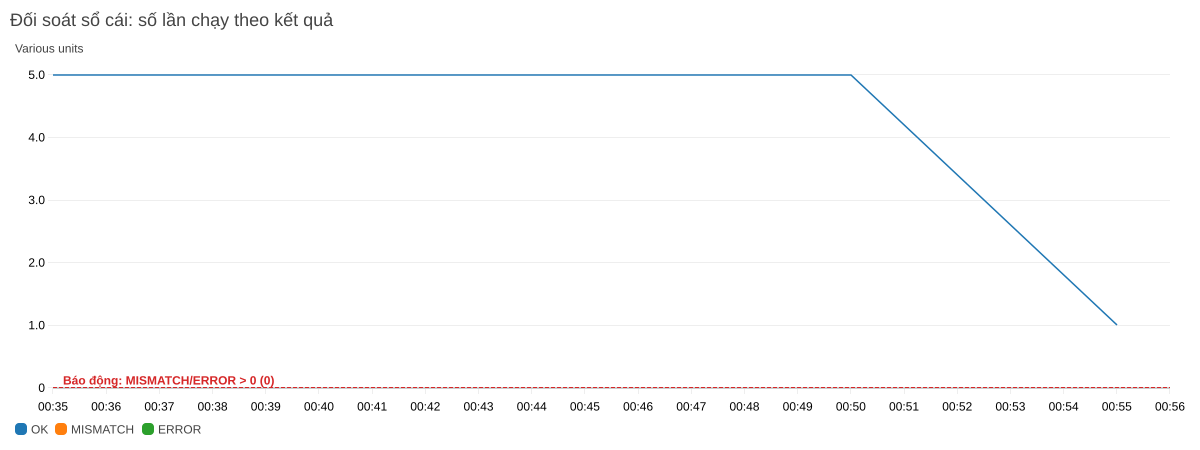 Đối soát sổ cái: số lần chạy theo kết quả
Various units
5.0
4.0
3.0
2.0
1.0
Báo động: MISMATCH/ERROR > 0 (0)
0
00:35 00:36 00:37 00:38 00:39 00:40 00:41 00:42 00:43 00:44 00:45 00:46 00:47 00:48 00:49 00:50 00:51 00:52 00:53 00:54 00:55 00:56
OK MISMATCH ERROR